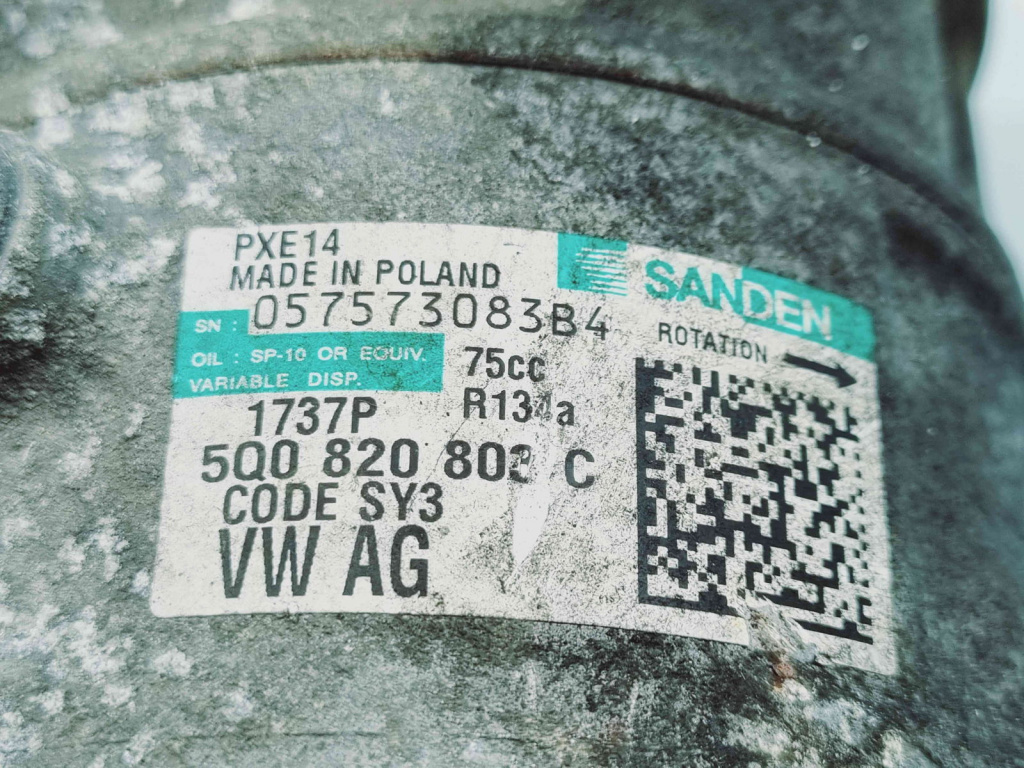 PXE14
MADE IN POLAND
SANDEN
SN : 057573083B4
ROTATION
OIL : SP-10 OR EQUIV.
VARIABLE DISP.
75cc
R134a
1737P
5Q0 820 803 C
CODE SY3
VW AG